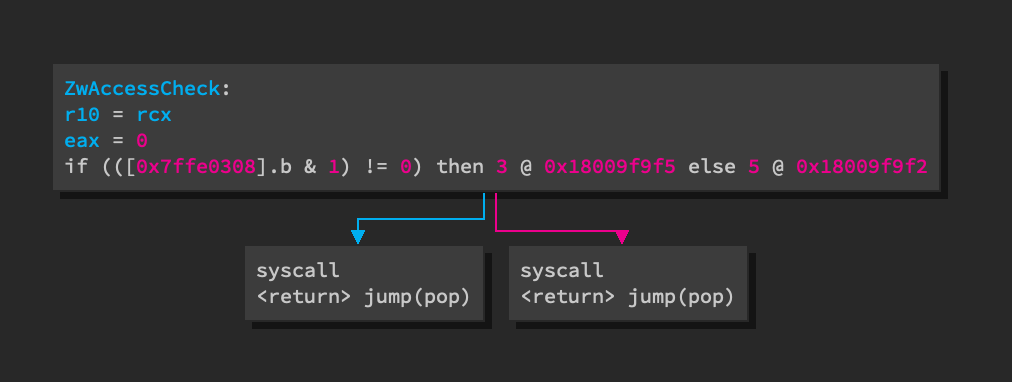 ZwAccessCheck:
r10 = rcx
eax = 0
if (([0x7ffe0308].b & 1) != 0) then 3 @ 0x18009f9f5 else 5 @ 0x18009f9f2
syscall
<return> jump(pop)
syscall
<return> jump(pop)